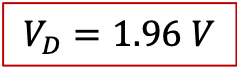 V_D = 1.96 V